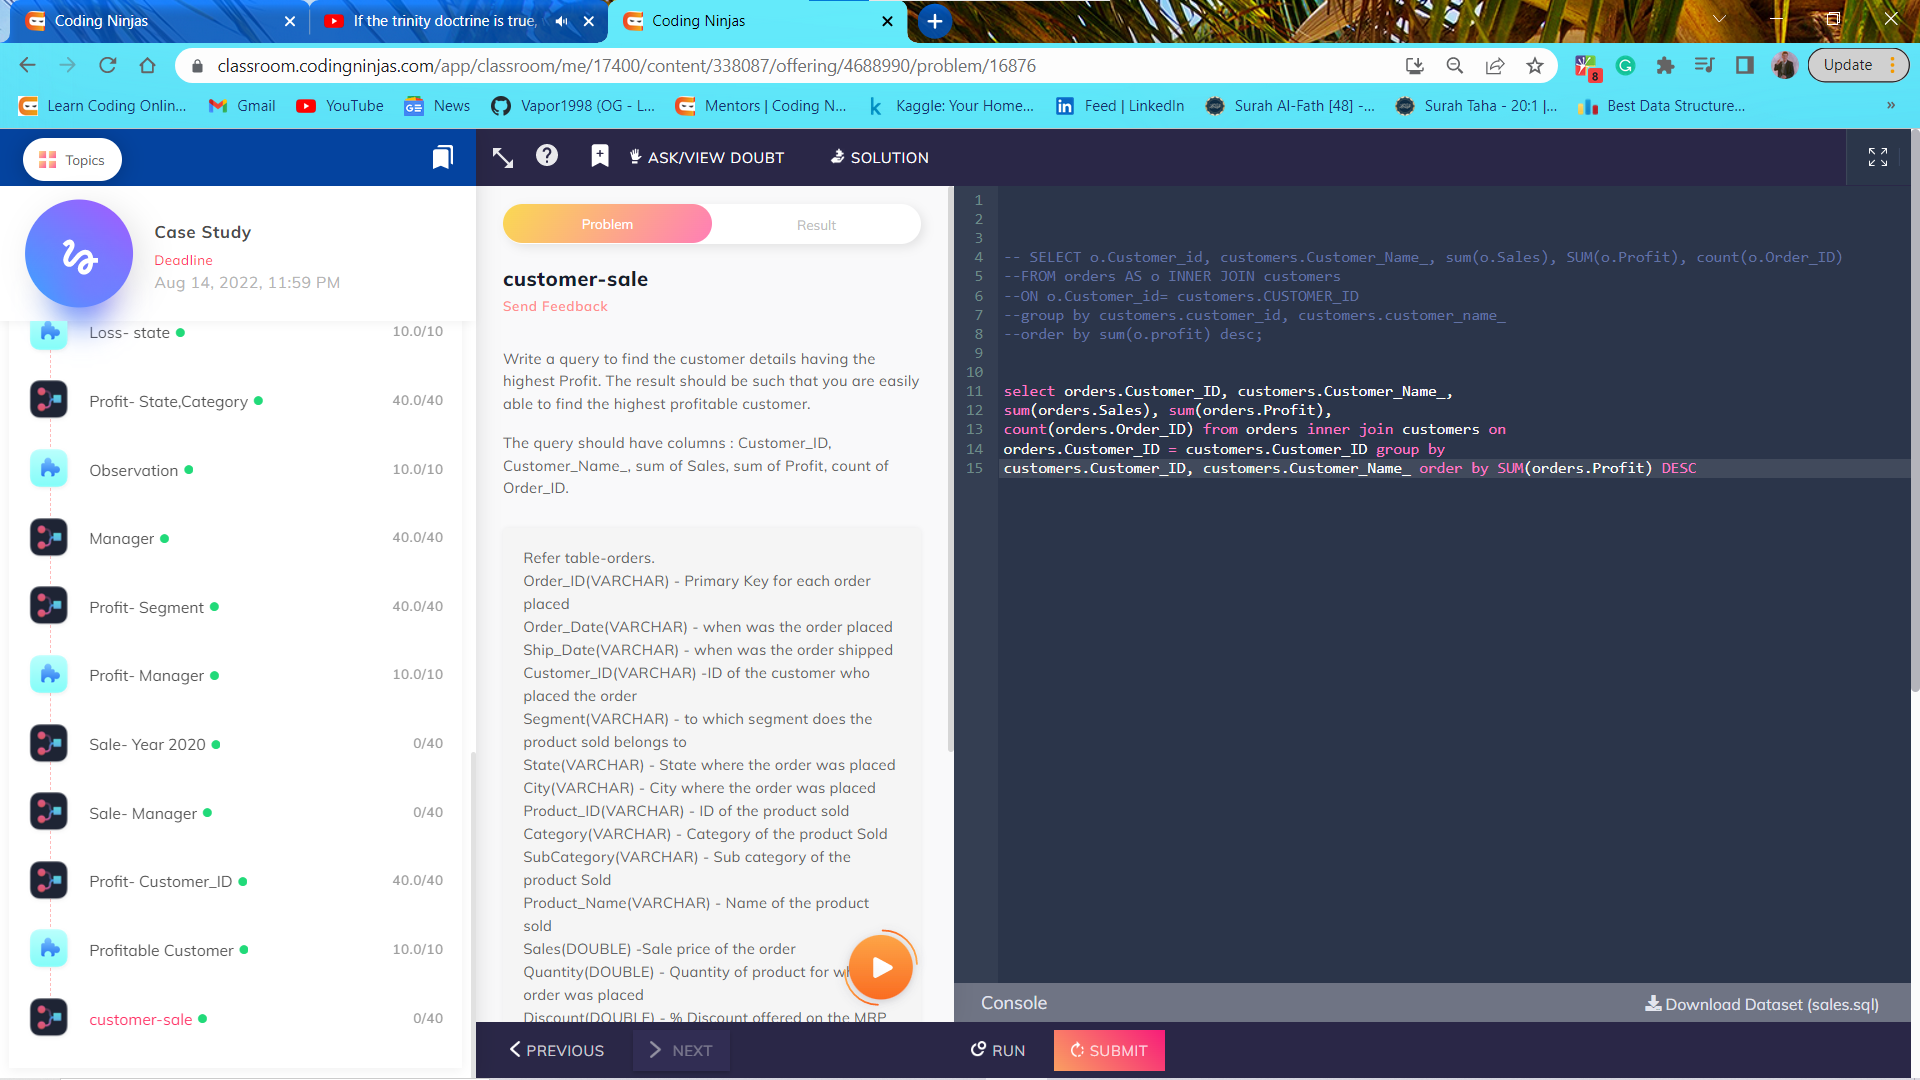 Coding Ninjas
If the trinity doctrine is true,
Coding Ninjas
classroom.codingninjas.com/app/classroom/me/17400/content/338087/offering/4688990/problem/16876
8
Update
Learn Coding Onlin...
Gmail
YouTube
News
Vapor1998 (OG - L...
Mentors | Coding N...
Kaggle: Your Home...
Feed | LinkedIn
Surah Al-Fath [48] -...
Surah Taha - 20:1 |...
Best Data Structure...
»
Topics
ASK/VIEW DOUBT
SOLUTION
Case Study
Deadline
Aug 14, 2022, 11:59 PM
Loss- state 10.0/10
Profit- State,Category 40.0/40
Observation 10.0/10
Manager 40.0/40
Profit- Segment 40.0/40
Profit- Manager 10.0/10
Sale- Year 2020 0/40
Sale- Manager 0/40
Profit- Customer_ID 40.0/40
Profitable Customer 10.0/10
customer-sale 0/40
Problem
Result
customer-sale
Send Feedback
Write a query to find the customer details having the
highest Profit. The result should be such that you are easily
able to find the highest profitable customer.
The query should have columns : Customer_ID,
Customer_Name_, sum of Sales, sum of Profit, count of
Order_ID.
Refer table-orders.
Order_ID(VARCHAR) - Primary Key for each order
placed
Order_Date(VARCHAR) - when was the order placed
Ship_Date(VARCHAR) - when was the order shipped
Customer_ID(VARCHAR) -ID of the customer who
placed the order
Segment(VARCHAR) - to which segment does the
product sold belongs to
State(VARCHAR) - State where the order was placed
City(VARCHAR) - City where the order was placed
Product_ID(VARCHAR) - ID of the product sold
Category(VARCHAR) - Category of the product Sold
SubCategory(VARCHAR) - Sub category of the
product Sold
Product_Name(VARCHAR) - Name of the product
sold
Sales(DOUBLE) -Sale price of the order
Quantity(DOUBLE) - Quantity of product for
order was placed
Discount(DOUBLE) - % Discount offered on the MRP
1
2
3
4 -- SELECT o.Customer_id, customers.Customer_Name_, sum(o.Sales), SUM(o.Profit), count(o.Order_ID)
5 --FROM orders AS o INNER JOIN customers
6 --ON o.Customer_id= customers.CUSTOMER_ID
7 --group by customers.customer_id, customers.customer_name_
8 --order by sum(o.profit) desc;
9
10
11 select orders.Customer_ID, customers.Customer_Name_,
12 sum(orders.Sales), sum(orders.Profit),
13 count(orders.Order_ID) from orders inner join customers on
14 orders.Customer_ID = customers.Customer_ID group by
15 customers.Customer_ID, customers.Customer_Name_ order by SUM(orders.Profit) DESC
Console
Download Dataset (sales.sql)
PREVIOUS
NEXT
RUN
SUBMIT